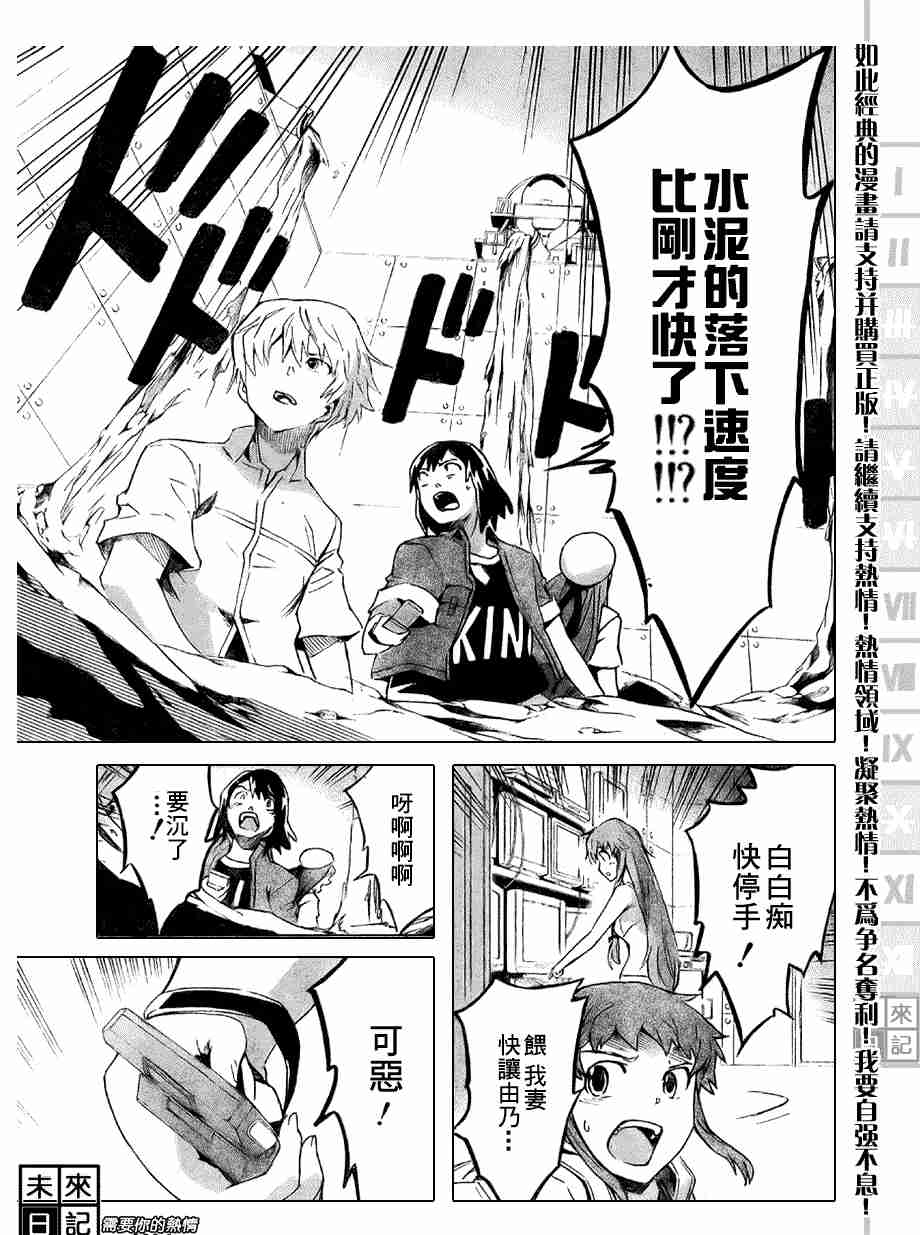 水泥的落下速度
比剛才快了!!?!!?
ドドドドド
KING
白白痴
快停手！
餵 我妻
快讓由乃…
呀啊啊啊
要沉了
…！
可惡！
如此經典的漫畫請支持并購買正版！請繼續支持熱情！熱情領域！凝聚熱情！不爲争名奪利！我要自强不息！
I
II
III
IV
V
VI
VII
VIII
IX
X
XI
來
記
未來
日記
需要你的熱情